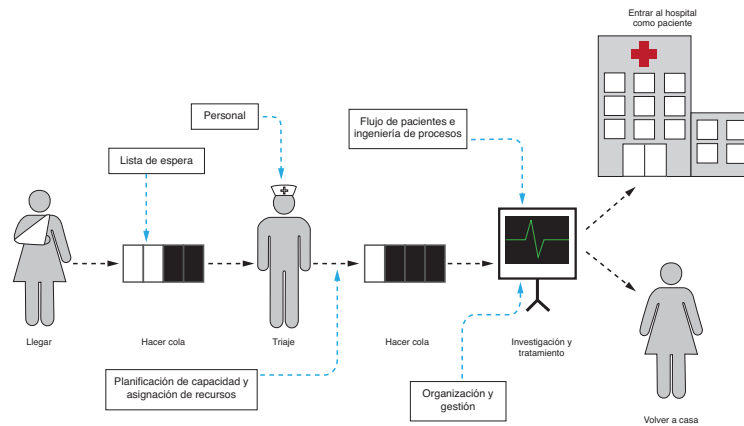 Entrar al hospital
como paciente
Personal
Flujo de pacientes e
ingeniería de procesos
Lista de espera
Llegar
Hacer cola
Triaje
Hacer cola
Investigación y
tratamiento
Planificación de capacidad y
asignación de recursos
Organización y
gestión
Volver a casa